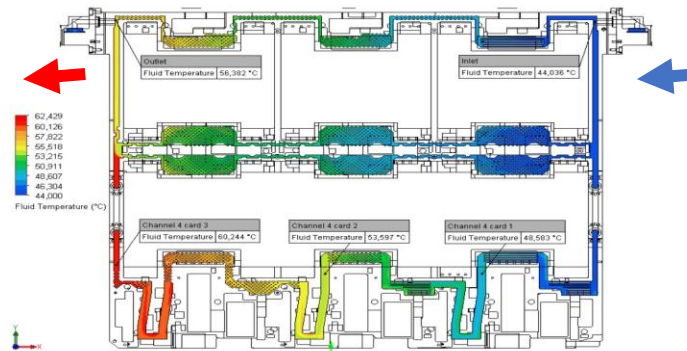 Outlet
Fluid Temperature 56,382 °C
Inlet
Fluid Temperature 44,036 °C
62,429
60,126
57,822
55,518
53,215
50,911
48,607
46,304
44,000
Fluid Temperature (°C)
Channel 4 card 3
Fluid Temperature 60,244 °C
Channel 4 card 2
Fluid Temperature 53,597 °C
Channel 4 card 1
Fluid Temperature 48,583 °C
Y
X